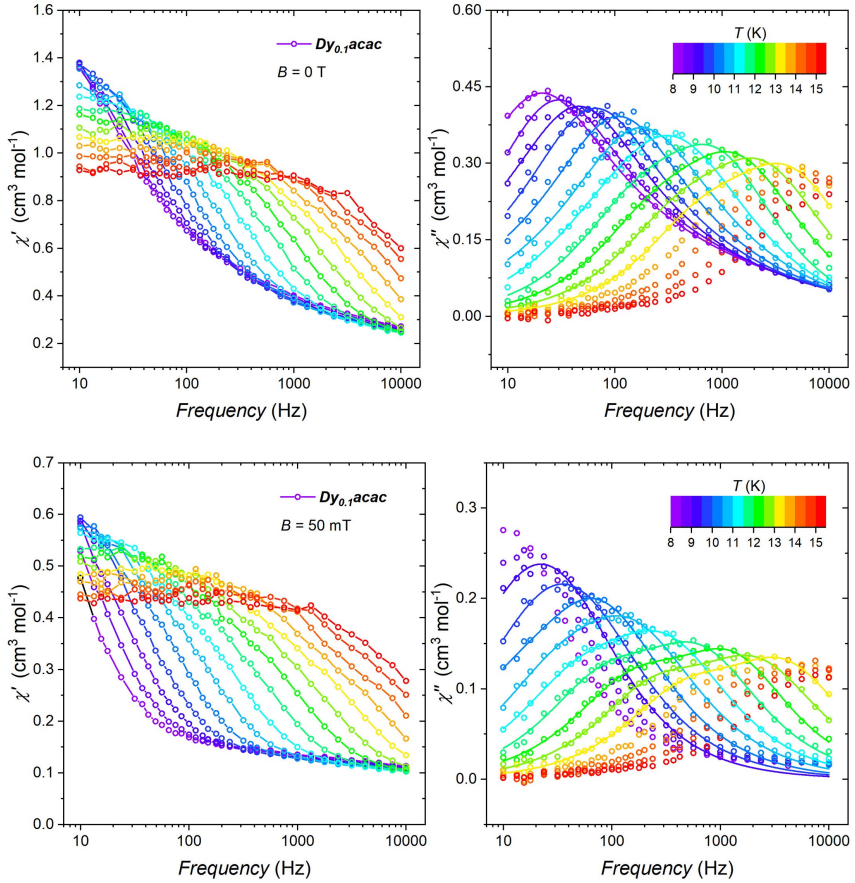 1.6
1.4
1.2
1.0
0.8
0.6
0.4
0.2
χ′ (cm³ mol⁻¹)
Dy₀.₁acac
B = 0 T
10 100 1000 10000
Frequency (Hz)
0.60
0.45
0.30
0.15
0.00
χ″ (cm³ mol⁻¹)
T (K)
8 9 10 11 12 13 14 15
10 100 1000 10000
Frequency (Hz)
0.7
0.6
0.5
0.4
0.3
0.2
0.1
0.0
χ′ (cm³ mol⁻¹)
Dy₀.₁acac
B = 50 mT
10 100 1000 10000
Frequency (Hz)
0.3
0.2
0.1
0.0
χ″ (cm³ mol⁻¹)
T (K)
8 9 10 11 12 13 14 15
10 100 1000 10000
Frequency (Hz)